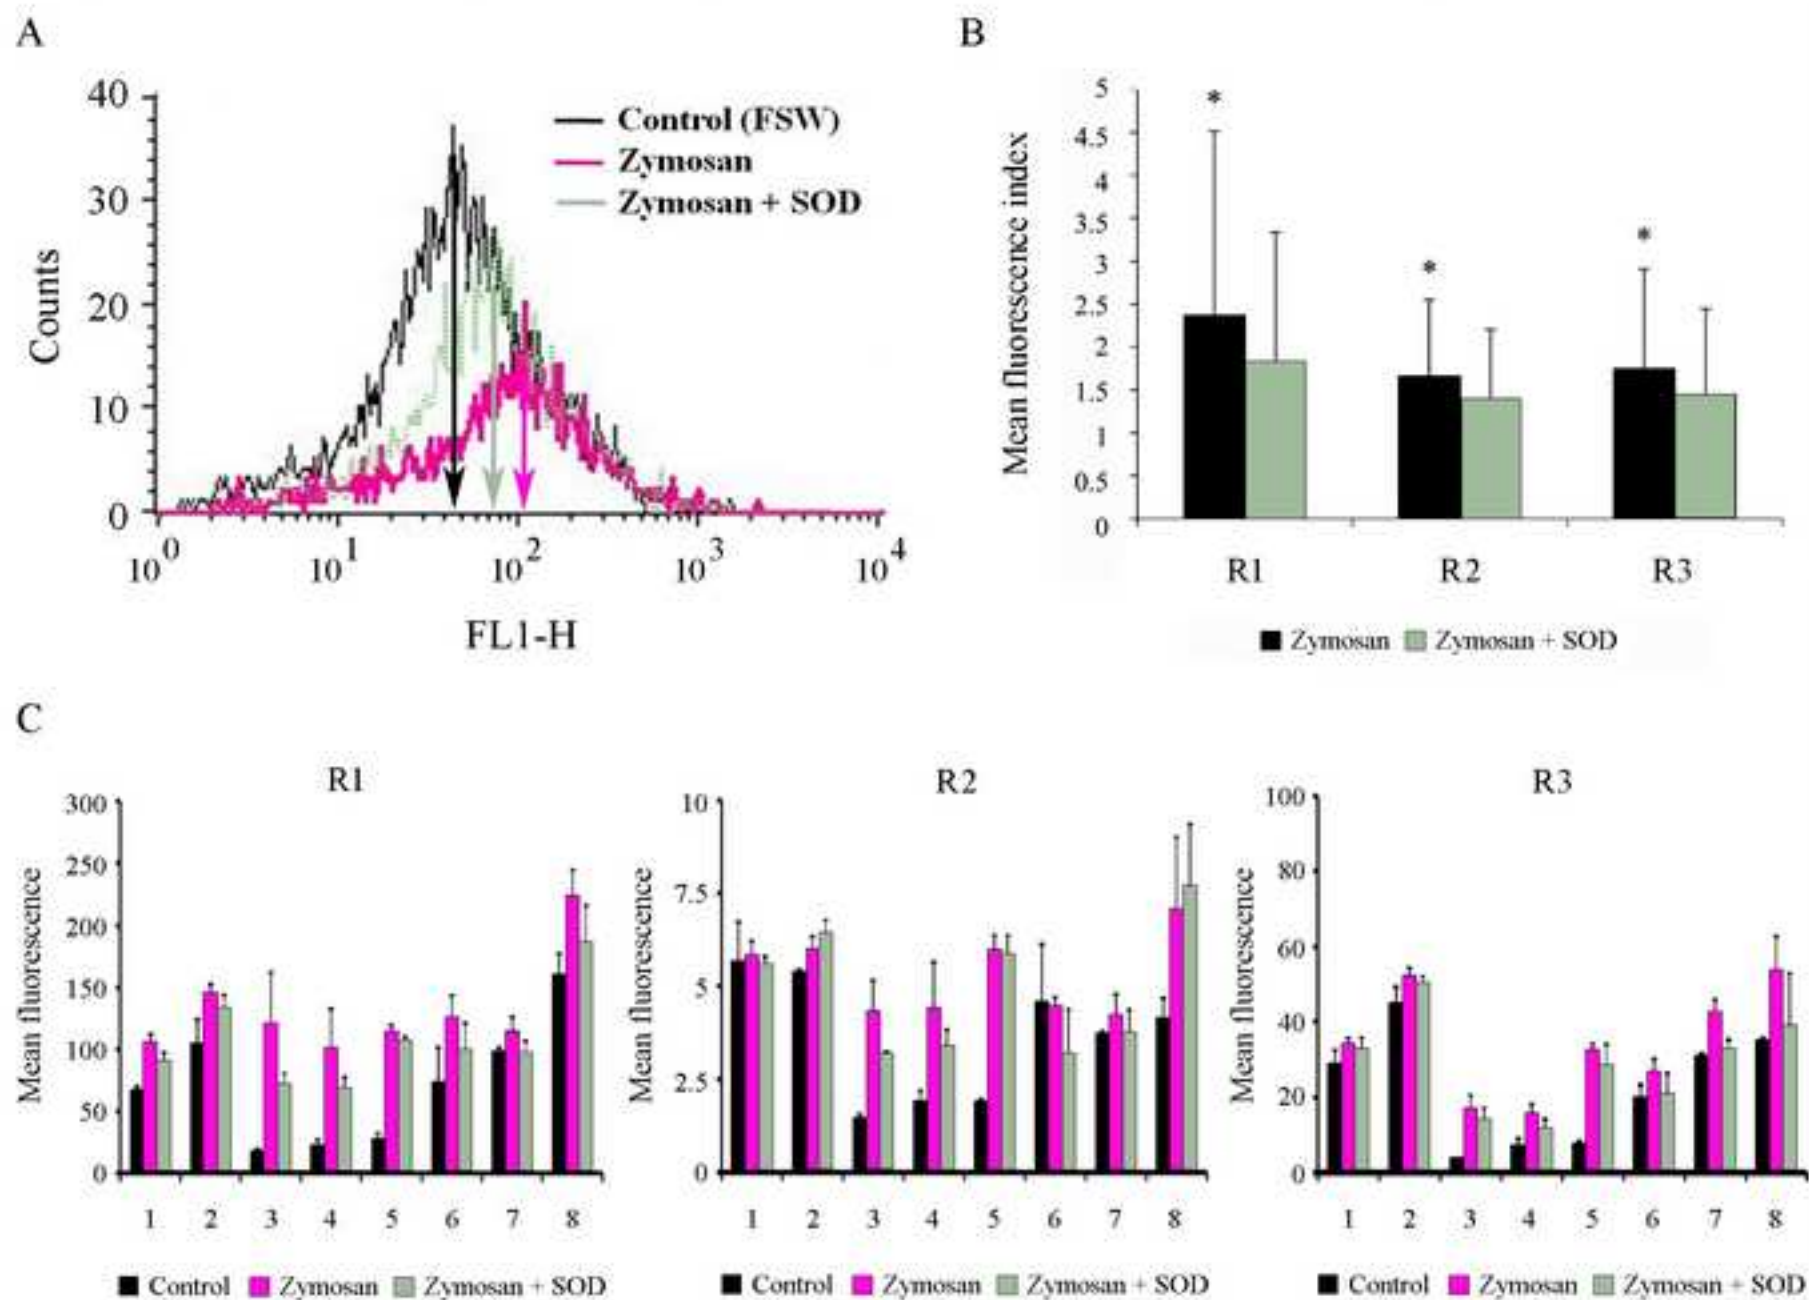 A
40
30
20
10
0
Counts
10^0 10^1 10^2 10^3 10^4
FL1-H
Control (FSW)
Zymosan
Zymosan + SOD
B
5
4.5
4
3.5
3
2.5
2
1.5
1
0.5
0
Mean fluorescence index
* * *
R1 R2 R3
Zymosan Zymosan + SOD
C
R1
300
250
200
150
100
50
0
Mean fluorescence
1 2 3 4 5 6 7 8
Control Zymosan Zymosan + SOD
R2
10
7.5
5
2.5
0
Mean fluorescence
1 2 3 4 5 6 7 8
Control Zymosan Zymosan + SOD
R3
100
80
60
40
20
0
Mean fluorescence
1 2 3 4 5 6 7 8
Control Zymosan Zymosan + SOD